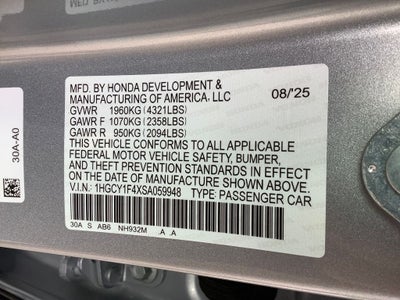 MFD. BY HONDA DEVELOPMENT &
MANUFACTURING OF AMERICA, LLC 08/'25
GVWR 1960KG (4321LBS)
GAWR F 1070KG (2358LBS)
GAWR R 950KG (2094LBS)
THIS VEHICLE CONFORMS TO ALL APPLICABLE
FEDERAL MOTOR VEHICLE SAFETY, BUMPER,
AND THEFT PREVENTION STANDARDS IN EFFECT
ON THE DATE OF MANUFACTURE SHOWN ABOVE.
V.I.N.: 1HGCY1F4XSA059948 TYPE: PASSENGER CAR
30A S AB6 NH932M .A .A
30A-A0